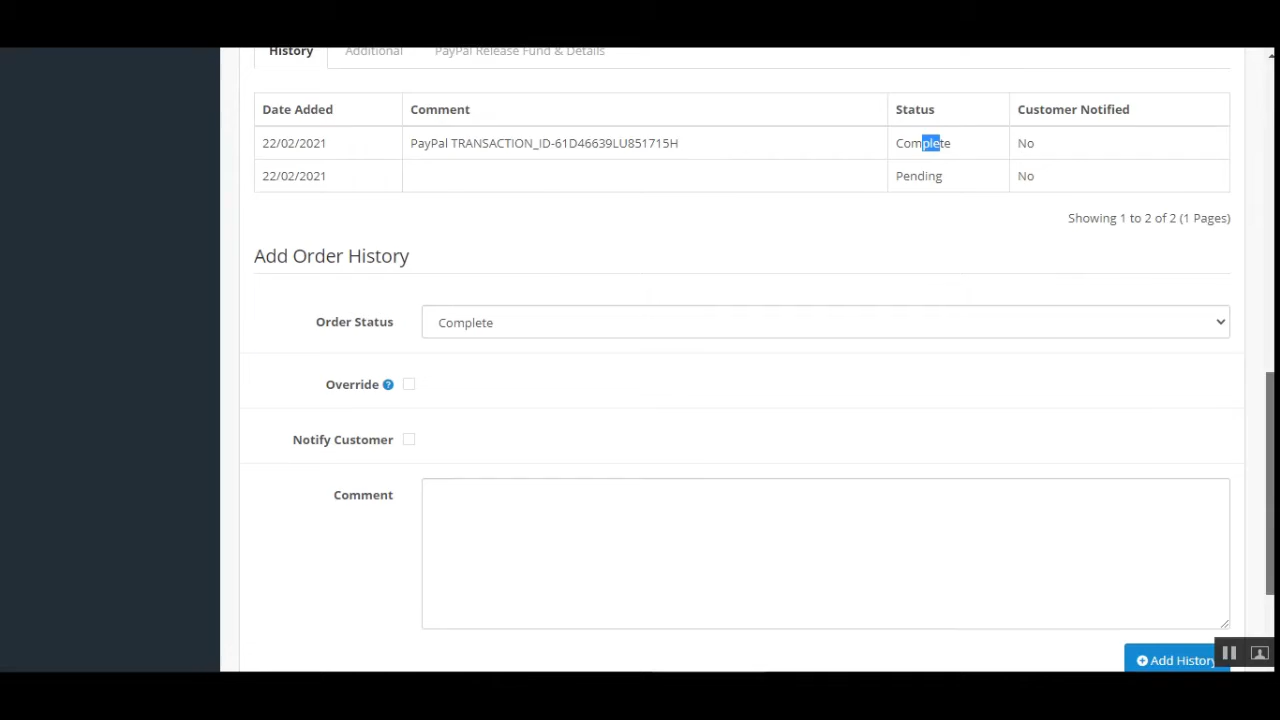 History Additional PayPal Release Fund & Details
Date Added Comment Status Customer Notified
22/02/2021 PayPal TRANSACTION_ID-61D46639LU851715H Complete No
22/02/2021 Pending No
Showing 1 to 2 of 2 (1 Pages)
Add Order History
Order Status Complete
Override ?
Notify Customer
Comment
Add History